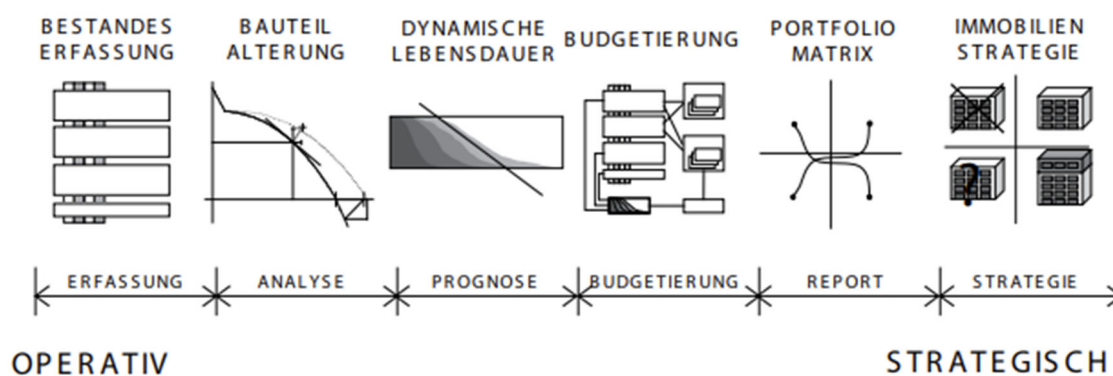 BESTANDES
ERFASSUNG
BAUTEIL
ALTERUNG
DYNAMISCHE
LEBENSDAUER
BUDGETIERUNG
PORTFOLIO
MATRIX
IMMOBILIEN
STRATEGIE
?
ERFASSUNG
ANALYSE
PROGNOSE
BUDGETIERUNG
REPORT
STRATEGIE
OPERATIV
STRATEGISCH